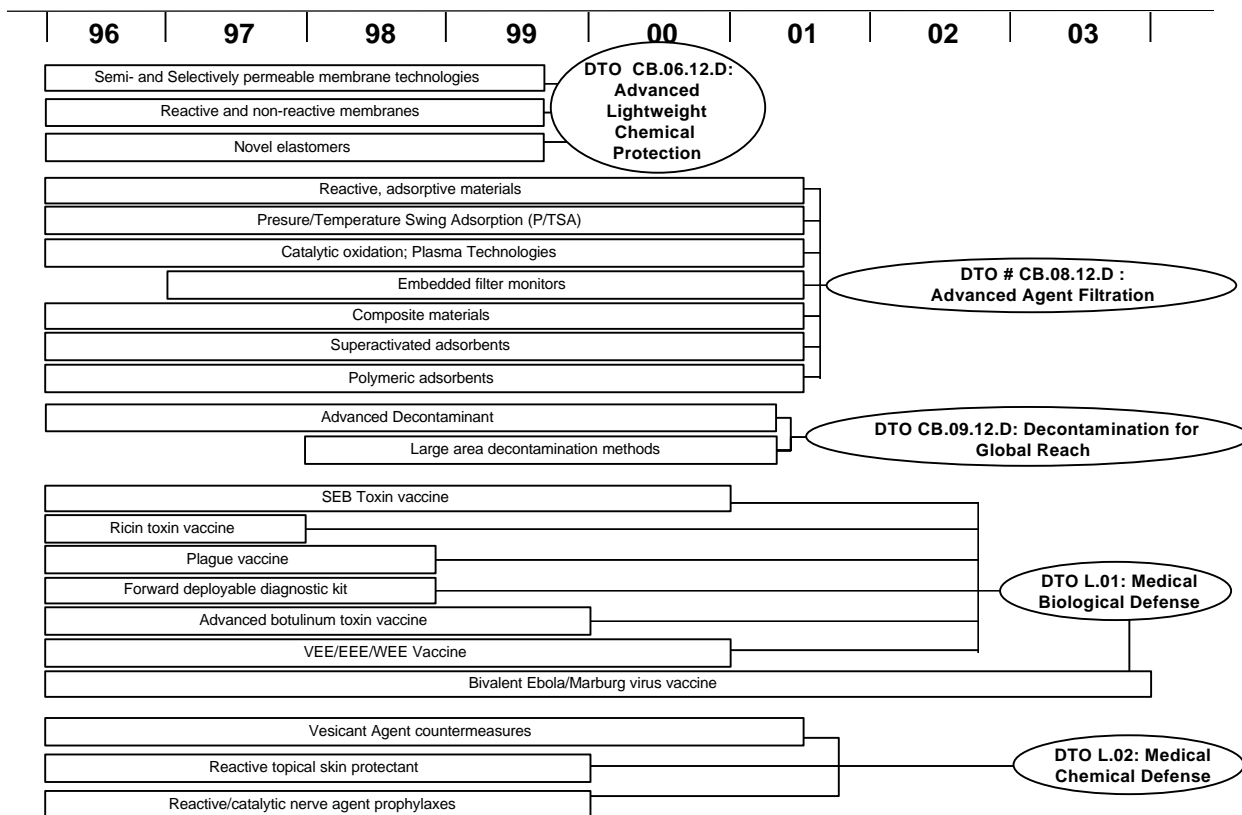 96 97 98 99 00 01 02 03
Semi- and Selectively permeable membrane technologies
Reactive and non-reactive membranes
Novel elastomers
DTO CB.06.12.D:
Advanced
Lightweight
Chemical
Protection
Reactive, adsorptive materials
Presure/Temperature Swing Adsorption (P/TSA)
Catalytic oxidation; Plasma Technologies
Embedded filter monitors
Composite materials
Superactivated adsorbents
Polymeric adsorbents
DTO # CB.08.12.D :
Advanced Agent Filtration
Advanced Decontaminant
Large area decontamination methods
DTO CB.09.12.D: Decontamination for
Global Reach
SEB Toxin vaccine
Ricin toxin vaccine
Plague vaccine
Forward deployable diagnostic kit
Advanced botulinum toxin vaccine
VEE/EEE/WEE Vaccine
Bivalent Ebola/Marburg virus vaccine
DTO L.01: Medical
Biological Defense
Vesicant Agent countermeasures
Reactive topical skin protectant
Reactive/catalytic nerve agent prophylaxes
DTO L.02: Medical
Chemical Defense